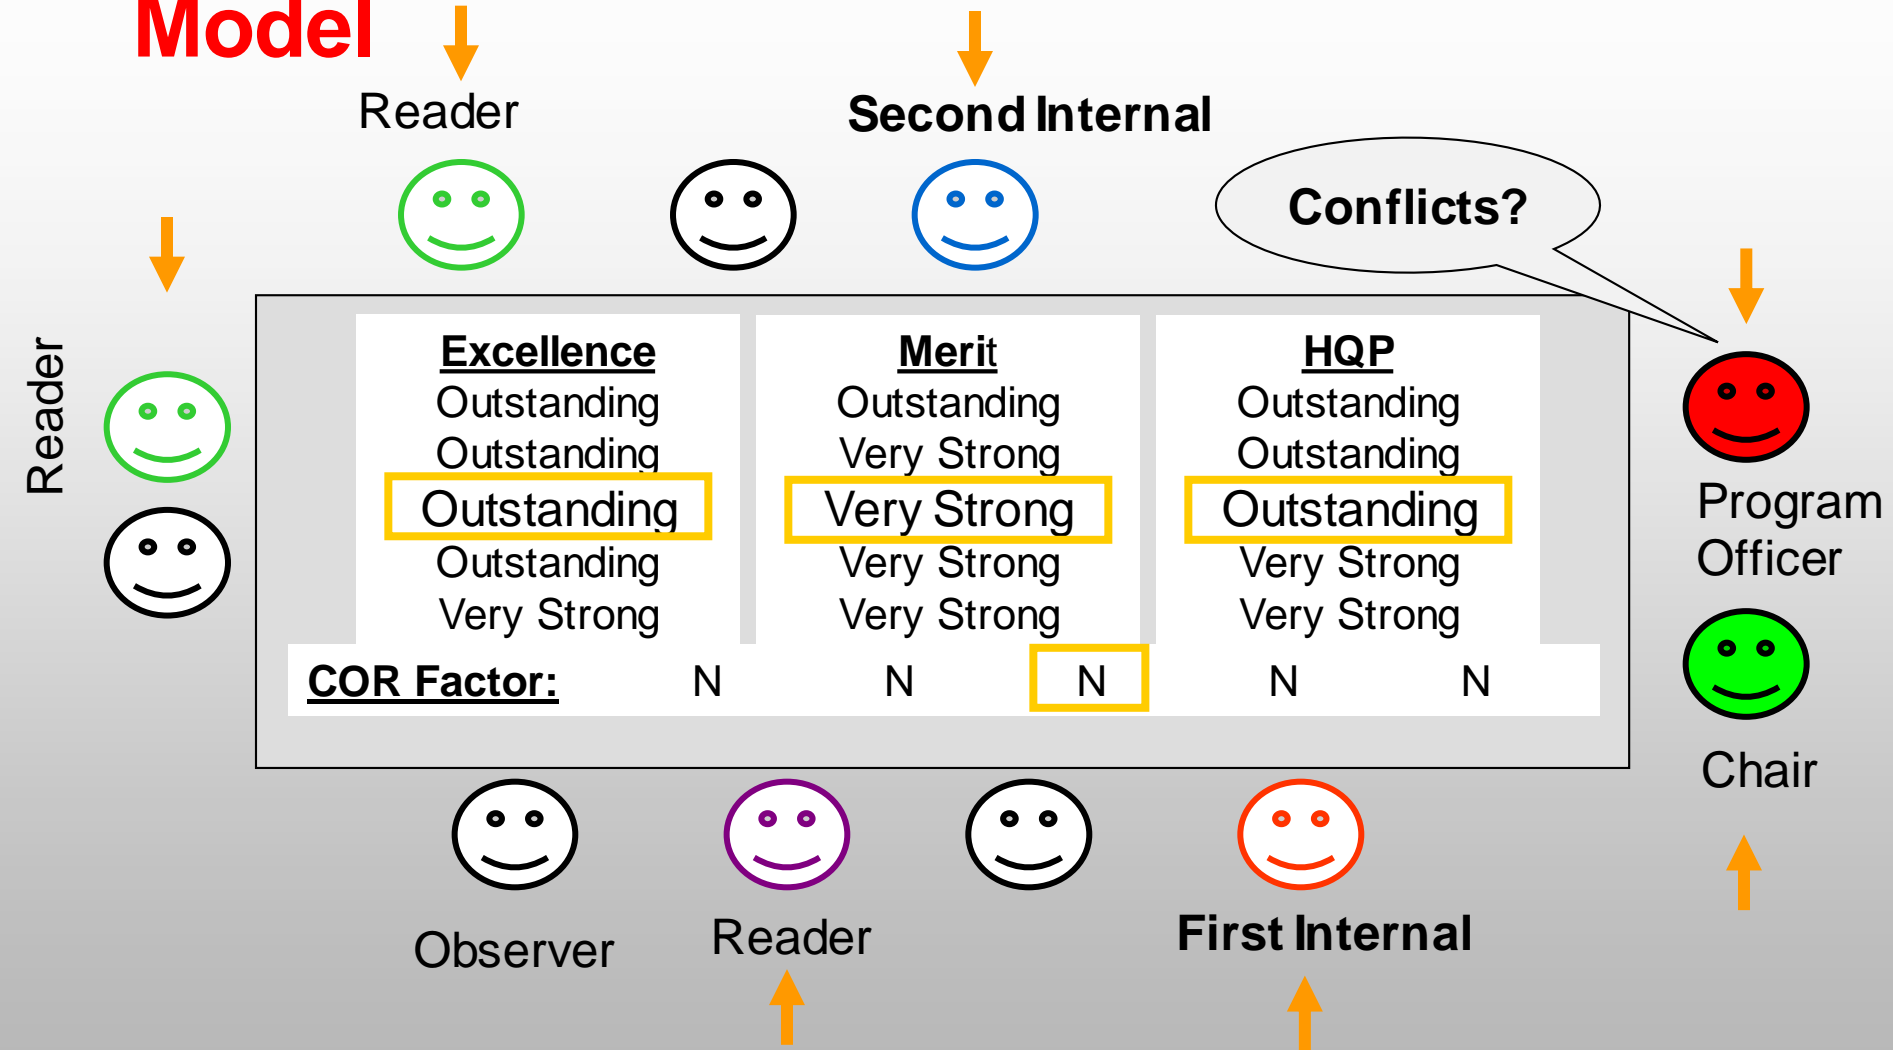 Model
Reader
Second Internal
Conflicts?
Reader
Excellence
Outstanding
Outstanding
Outstanding
Outstanding
Very Strong
Merit
Outstanding
Very Strong
Very Strong
Very Strong
Very Strong
HQP
Outstanding
Outstanding
Outstanding
Very Strong
Very Strong
COR Factor: N N N N N
Program
Officer
Chair
Observer
Reader
First Internal